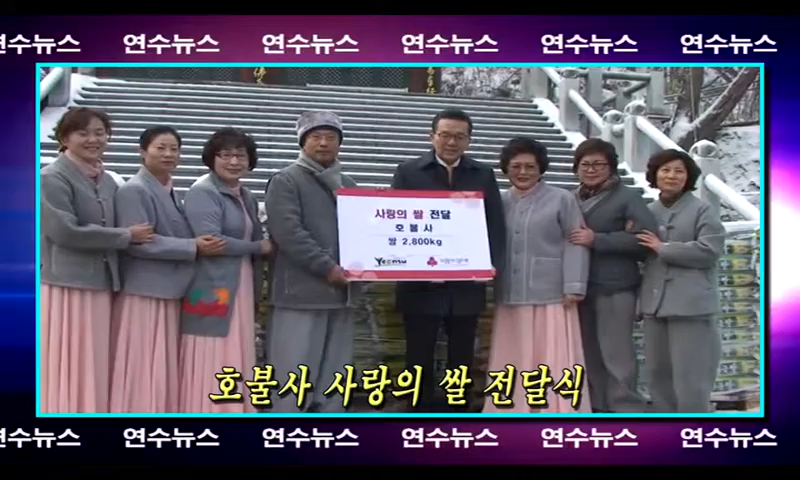 연수뉴스 연수뉴스 연수뉴스 연수뉴스 연수뉴스 연수뉴스
사랑의 쌀 전달
호 불 사
쌀 2,800kg
Yeonsu
호불사 사랑의 쌀 전달식
연수뉴스 연수뉴스 연수뉴스 연수뉴스 연수뉴스 연수뉴스